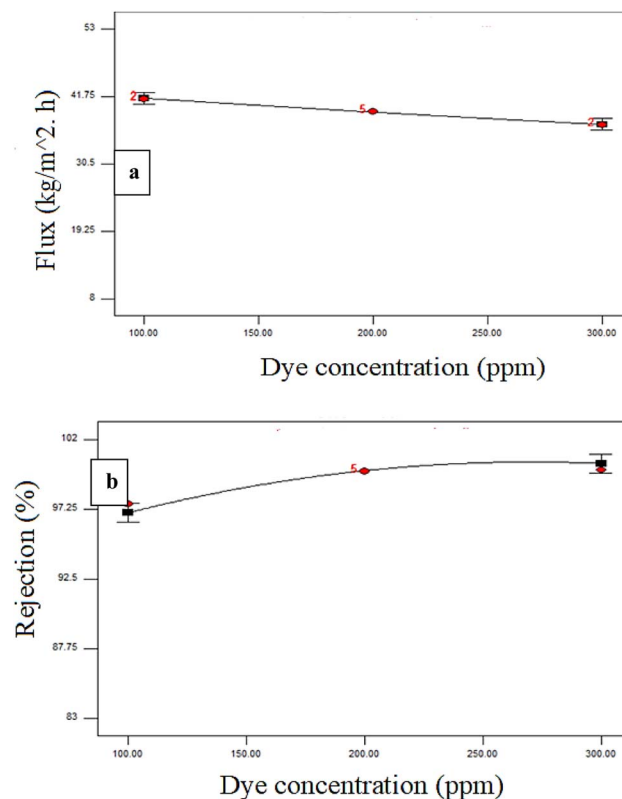 53
41.75
30.5
19.25
8
Flux (kg/m^2. h)
a
2
5
2
100.00 150.00 200.00 250.00 300.00
Dye concentration (ppm)
102
97.25
92.5
87.75
83
Rejection (%)
b
5
100.00 150.00 200.00 250.00 300.00
Dye concentration (ppm)